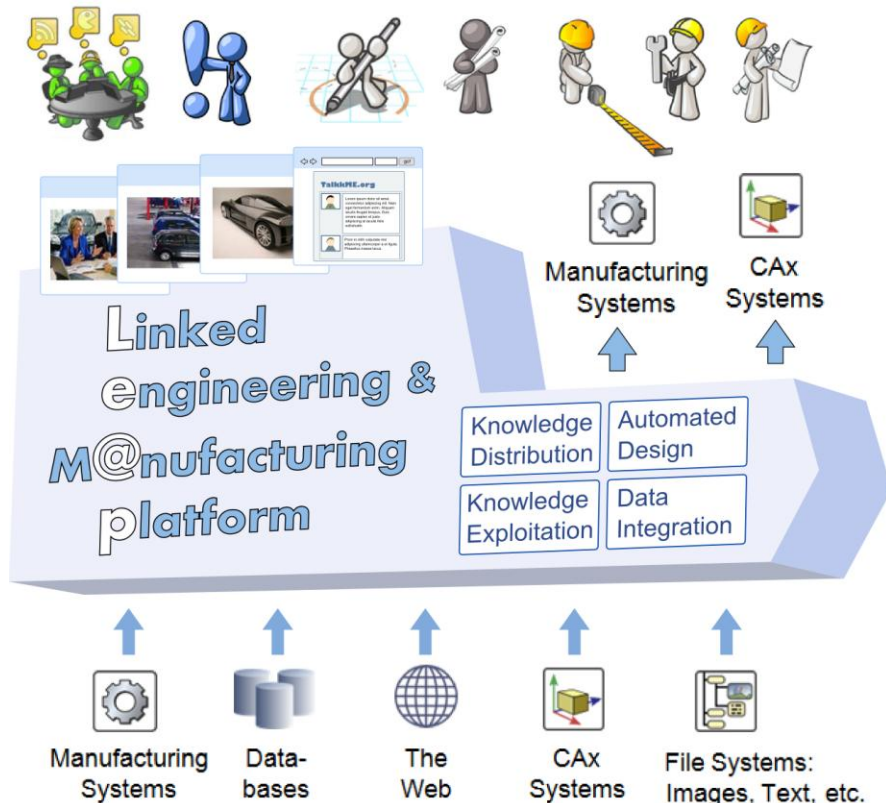 TalkME.org
Manufacturing
Systems
CAx
Systems
Linked
engineering &
M@nufacturing
platform
Knowledge
Distribution
Automated
Design
Knowledge
Exploitation
Data
Integration
Manufacturing
Systems
Data-
bases
The
Web
CAx
Systems
File Systems:
Images, Text, etc.